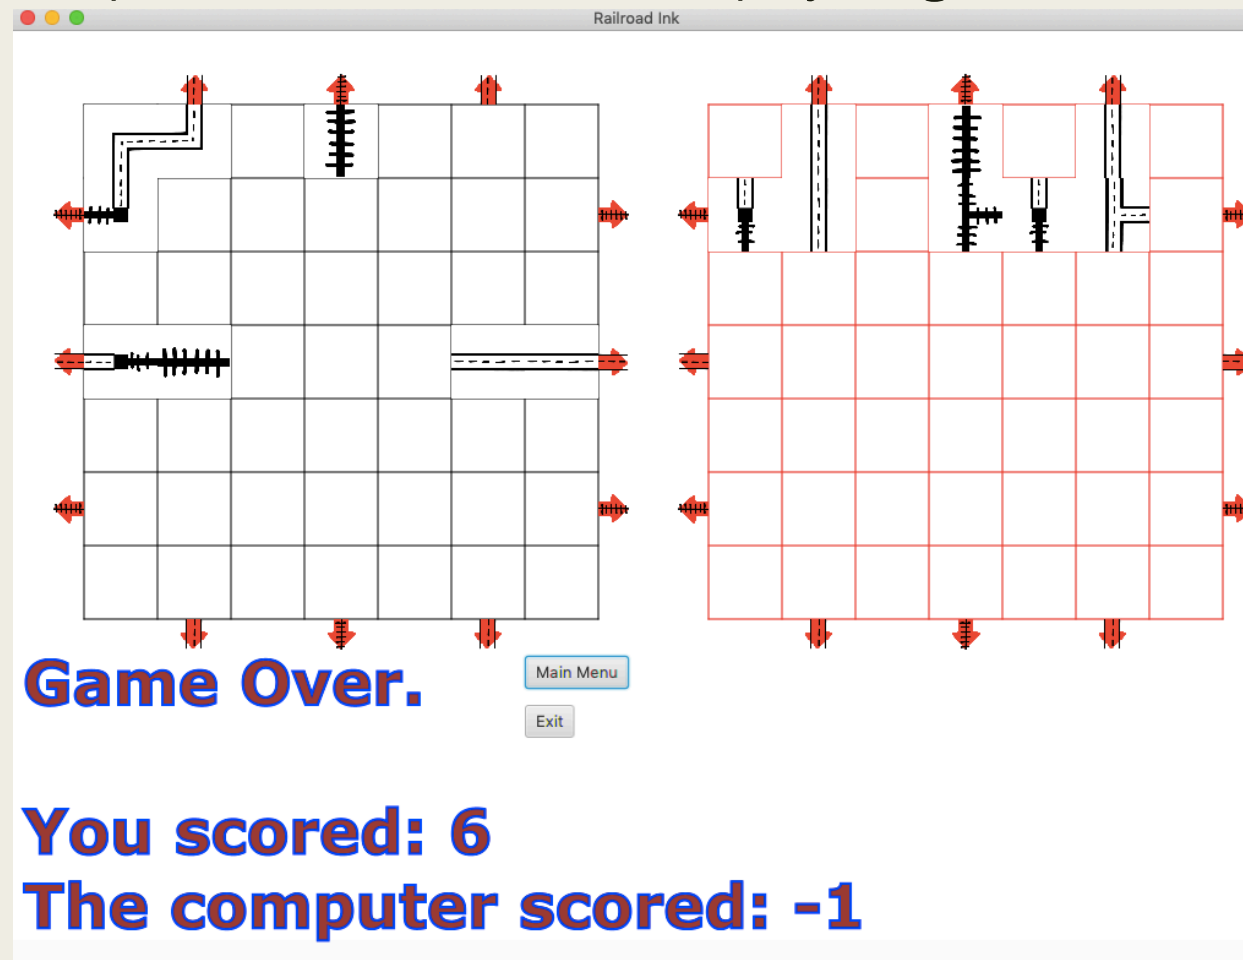 Railroad Ink
Game Over.
Main Menu
Exit
You scored: 6
The computer scored: -1